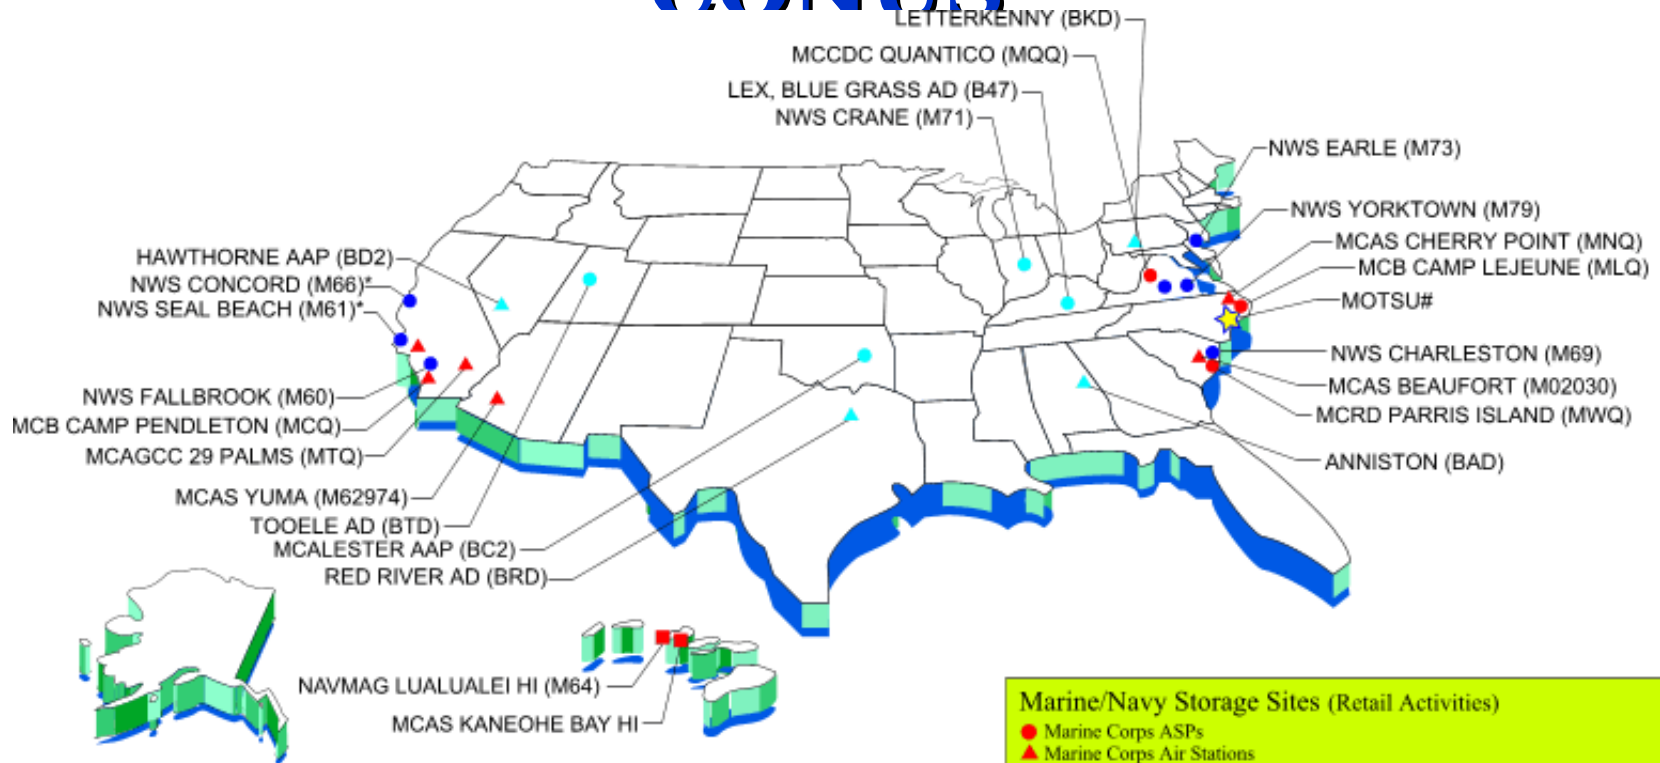 CONUS
LETTERKENNY (BKD)
MCCDC QUANTICO (MQQ)
LEX, BLUE GRASS AD (B47)
NWS CRANE (M71)
NWS EARLE (M73)
NWS YORKTOWN (M79)
MCAS CHERRY POINT (MNQ)
MCB CAMP LEJEUNE (MLQ)
MOTSU#
NWS CHARLESTON (M69)
MCAS BEAUFORT (M02030)
MCRD PARRIS ISLAND (MWQ)
ANNISTON (BAD)
HAWTHORNE AAP (BD2)
NWS CONCORD (M66)*
NWS SEAL BEACH (M61)*
NWS FALLBROOK (M60)
MCB CAMP PENDLETON (MCQ)
MCAGCC 29 PALMS (MTQ)
MCAS YUMA (M62974)
TOOELE AD (BTD)
MCALESTER AAP (BC2)
RED RIVER AD (BRD)
NAVMAG LUALUALEI HI (M64)
MCAS KANEOHE BAY HI
Marine/Navy Storage Sites (Retail Activities)
Marine Corps ASPs
Marine Corps Air Stations